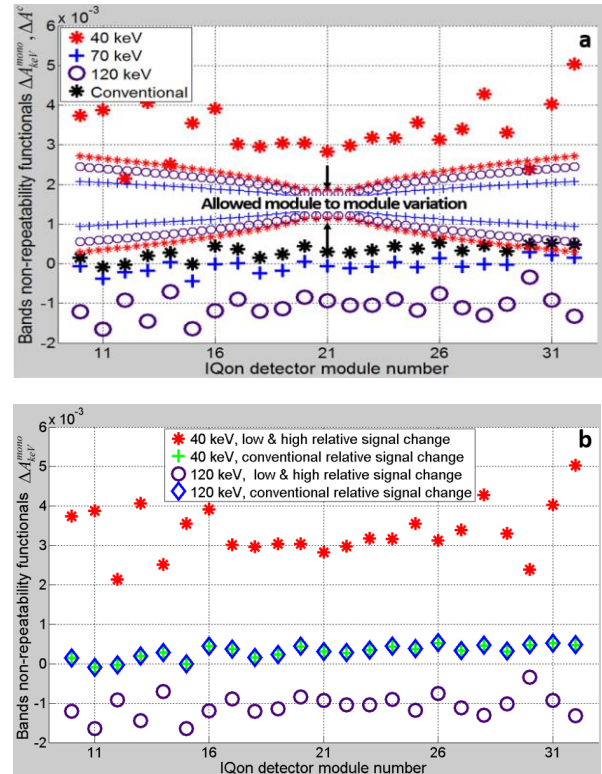 x 10⁻³
a
Bands non-repeatability functionals ΔA_keV^mono , ΔA^c
40 keV
70 keV
120 keV
Conventional
Allowed module to module variation
6
5
4
3
2
1
0
-1
-2
11 16 21 26 31
IQon detector module number
x 10⁻³
b
Bands non-repeatability functionals ΔA_keV^mono
40 keV, low & high relative signal change
40 keV, conventional relative signal change
120 keV, low & high relative signal change
120 keV, conventional relative signal change
6
5
4
3
2
1
0
-1
-2
11 16 21 26 31
IQon detector module number